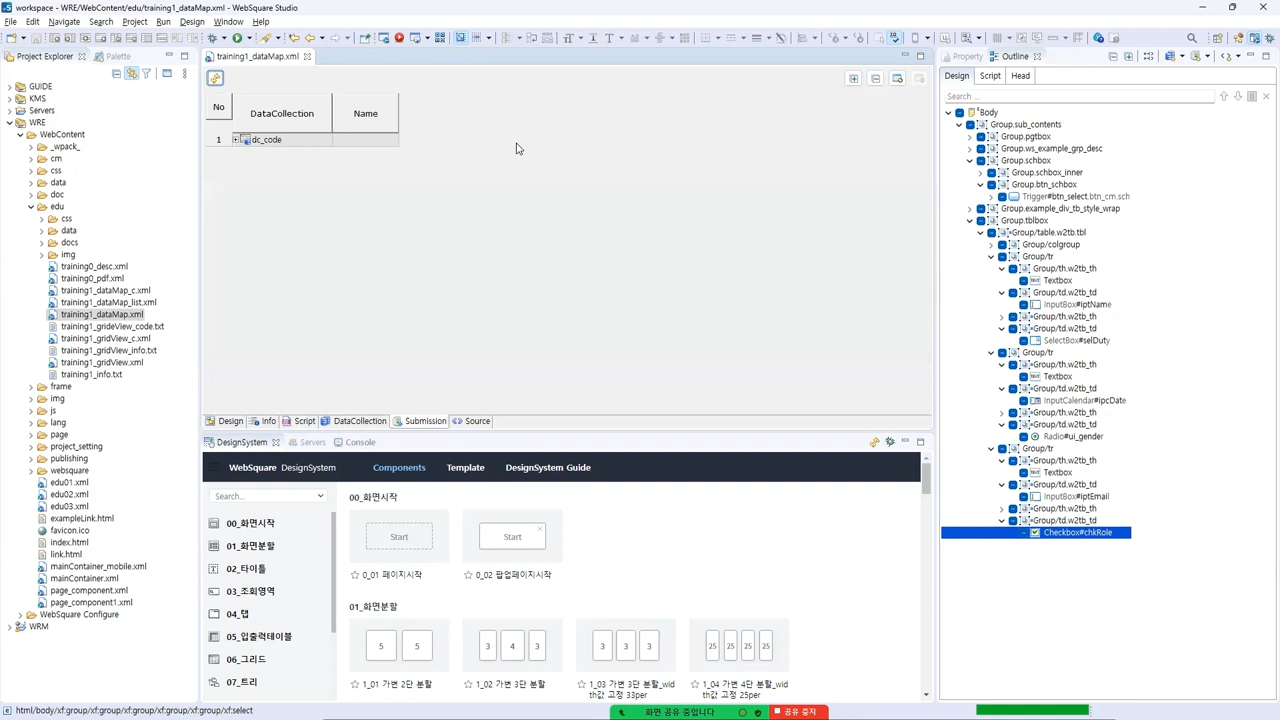 workspace - WRE/WebContent/edu/training1_dataMap.xml - WebSquare Studio
File Edit Navigate Search Project Run Design Window Help
Project Explorer Palette
GUIDE
KMS
Servers
WRE
WebContent
_wpack_
cm
css
data
doc
edu
css
data
docs
img
training0_desc.xml
training0_pdf.xml
training1_dataMap_c.xml
training1_dataMap_list.xml
training1_dataMap.xml
training1_grideView_code.txt
training1_gridView_c.xml
training1_gridView_info.txt
training1_gridView.xml
training1_info.txt
frame
img
js
lang
page
project_setting
publishing
websquare
edu01.xml
edu02.xml
edu03.xml
exampleLink.html
favicon.ico
index.html
link.html
mainContainer_mobile.xml
mainContainer.xml
page_component.xml
page_component1.xml
WebSquare Configure
WRM
training1_dataMap.xml
No DataCollection Name
1 dc_code
Design Info Script DataCollection Submission Source
DesignSystem Servers Console
WebSquare DesignSystem Components Template DesignSystem Guide
Search...
00_화면시작
01_화면분할
02_타이틀
03_조회영역
04_탭
05_입출력테이블
06_그리드
07_트리
00_화면시작
Start Start
0_01 페이지시작 0_02 팝업페이지시작
01_화면분할
5 5 3 4 3 3 3 3 25 25 25 25
1_01 가변 2단 분할 1_02 가변 3단 분할 1_03 가변 3단 분할_wid
th값 고정 33per 1_04 가변 4단 분할_wid
th값 고정 25per
Property Outline
Design Script Head
Search ...
Body
Group.sub_contents
Group.pgtbox
Group.ws_example_grp_desc
Group.schbox
Group.schbox_inner
Group.btn_schbox
Trigger#btn_select.btn_cm.sch
Group.example_div_tb_style_wrap
Group.tblbox
Group/table.w2tb.tbl
Group/colgroup
Group/tr
Group/th.w2tb_th
Textbox
Group/td.w2tb_td
InputBox#iptName
Group/th.w2tb_th
Group/td.w2tb_td
SelectBox#selDuty
Group/tr
Group/th.w2tb_th
Textbox
Group/td.w2tb_td
InputCalendar#ipcDate
Group/th.w2tb_th
Group/td.w2tb_td
Radio#ui_gender
Group/tr
Group/th.w2tb_th
Textbox
Group/td.w2tb_td
InputBox#iptEmail
Group/th.w2tb_th
Group/td.w2tb_td
Checkbox#chkRole
html/body/xf:group/xf:group/xf:group/xf:group/xf:group/xf:select
화면 공유 중입니다 공유 중지